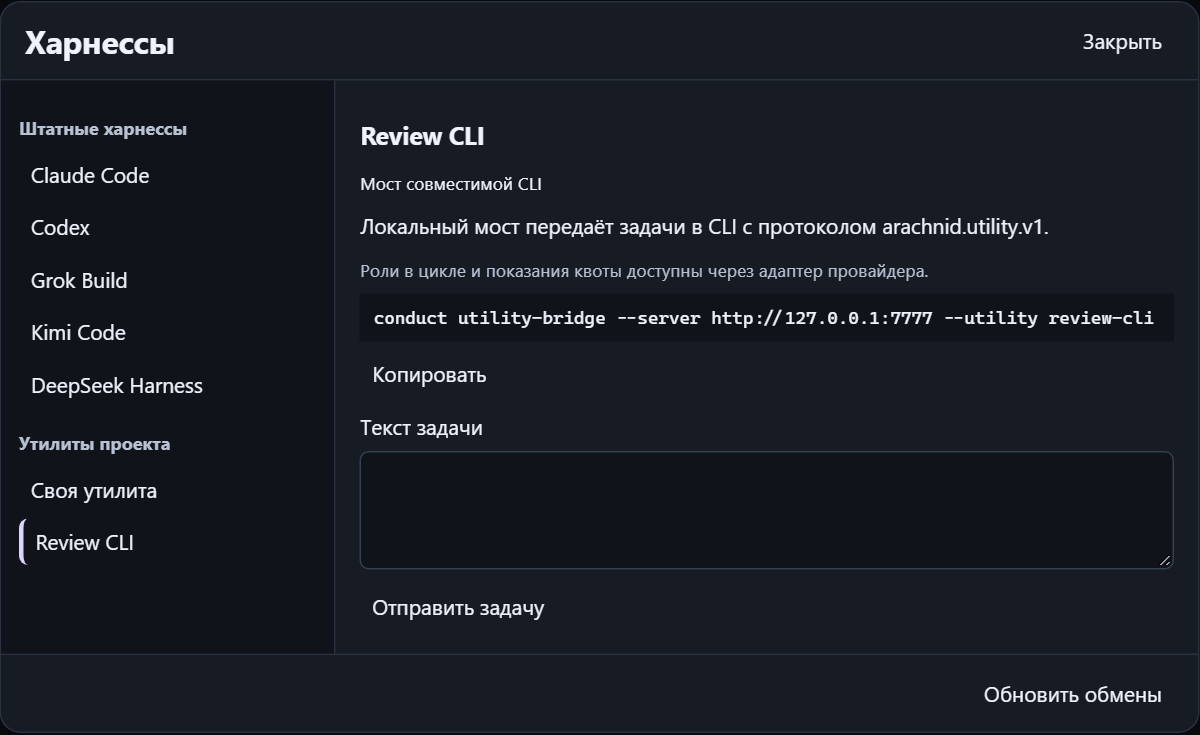 Харнессы
Закрыть
Штатные харнессы
Claude Code
Codex
Grok Build
Kimi Code
DeepSeek Harness
Утилиты проекта
Своя утилита
Review CLI
Review CLI
Мост совместимой CLI
Локальный мост передаёт задачи в CLI с протоколом arachnid.utility.v1.
Роли в цикле и показания квоты доступны через адаптер провайдера.
conduct utility-bridge --server http://127.0.0.1:7777 --utility review-cli
Копировать
Текст задачи
Отправить задачу
Обновить обмены